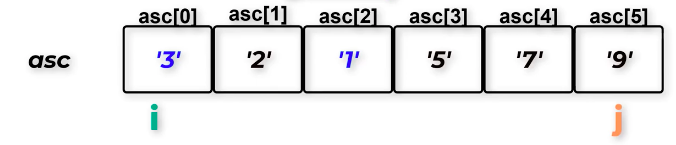 asc[0] asc[1] asc[2] asc[3] asc[4] asc[5]
asc '3' '2' '1' '5' '7' '9'
i j